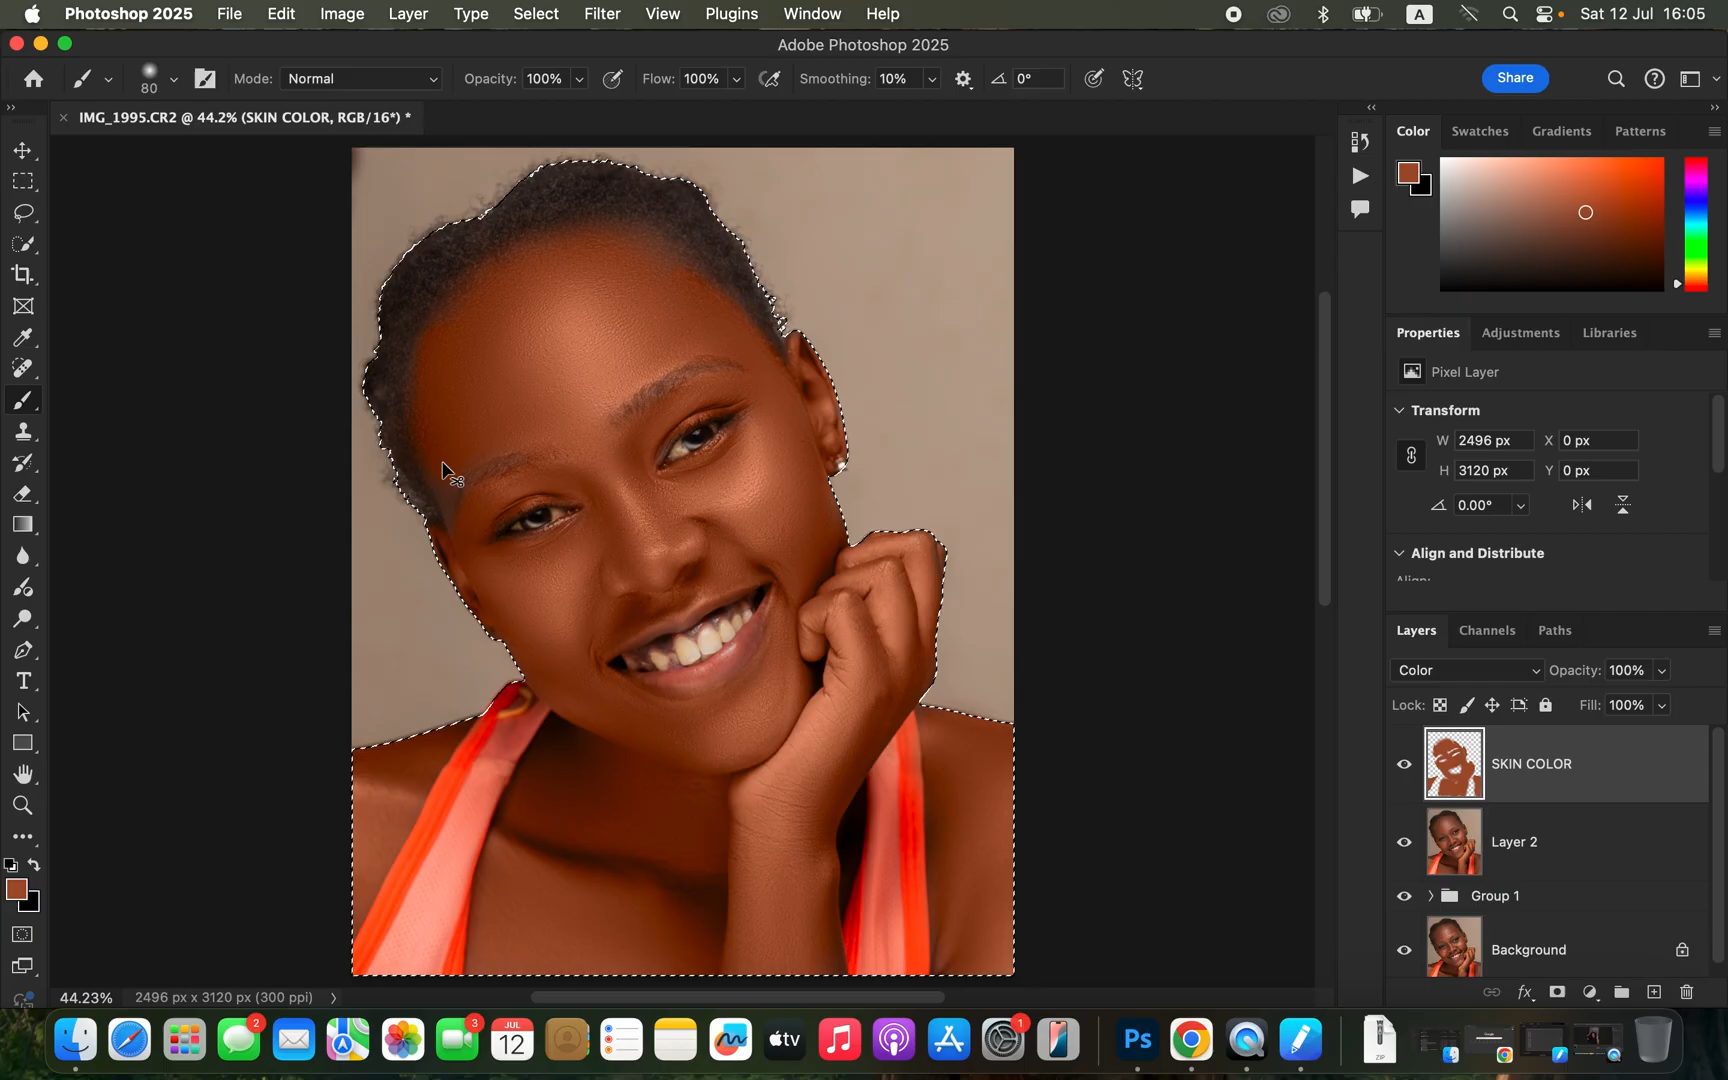 Photoshop 2025 File Edit Image Layer Type Select Filter View Plugins Window Help A Sat 12 Jul 16:05
Adobe Photoshop 2025
80 Mode: Normal Opacity: 100% Flow: 100% Smoothing: 10% 0° Share
IMG_1995.CR2 @ 44.2% (SKIN COLOR, RGB/16*) *
Color Swatches Gradients Patterns
Properties Adjustments Libraries
Pixel Layer
Transform
W 2496 px X 0 px
H 3120 px Y 0 px
0.00°
Align and Distribute
Align:
Layers Channels Paths
Color Opacity: 100%
Lock: Fill: 100%
SKIN COLOR
Layer 2
Group 1
Background
44.23% 2496 px x 3120 px (300 ppi)
2 3 JUL 12 tv 1 Ps ZIP